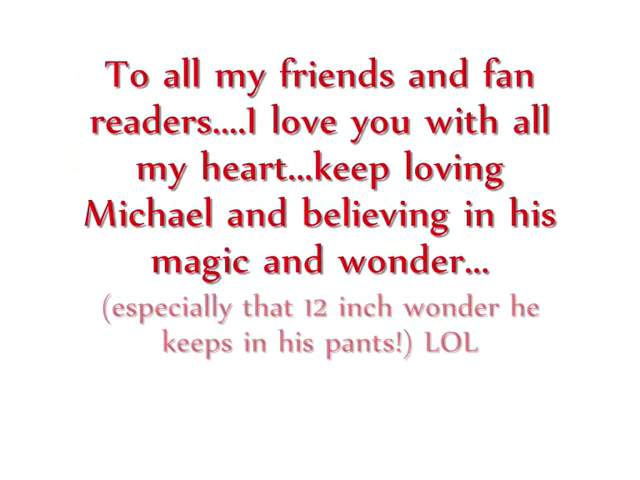 To all my friends and fan
readers....I love you with all
my heart...keep loving
Michael and believing in his
magic and wonder...
(especially that 12 inch wonder he
keeps in his pants!) LOL